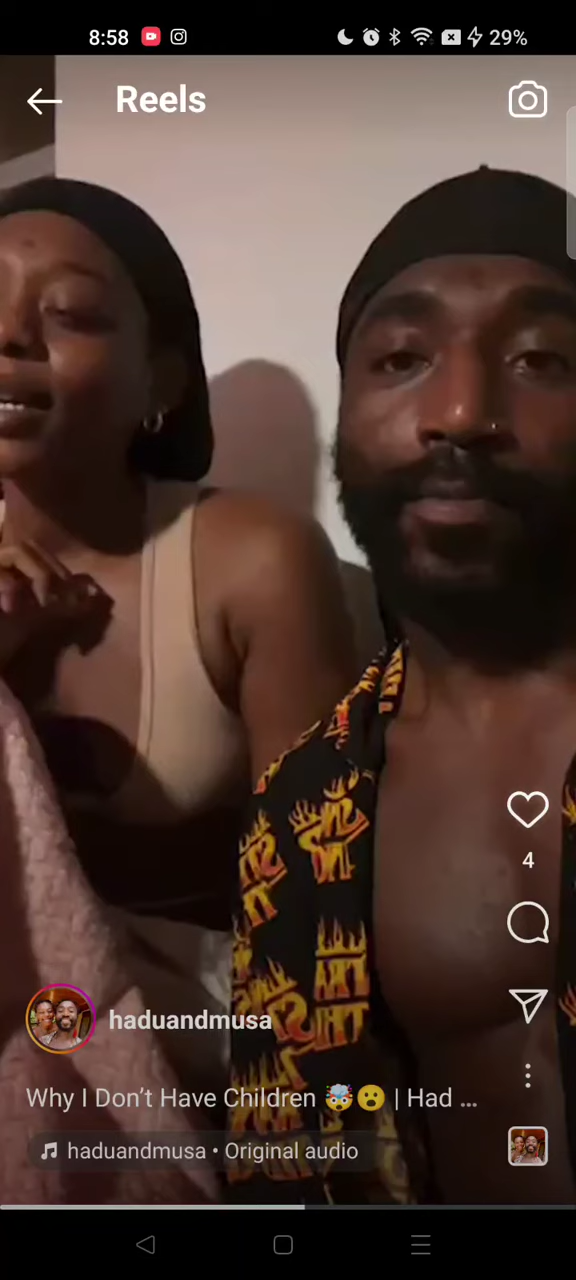 8:58 29%
Reels
4
haduandmusa
Why I Don’t Have Children 🤯😮 | Had ...
haduandmusa • Original audio